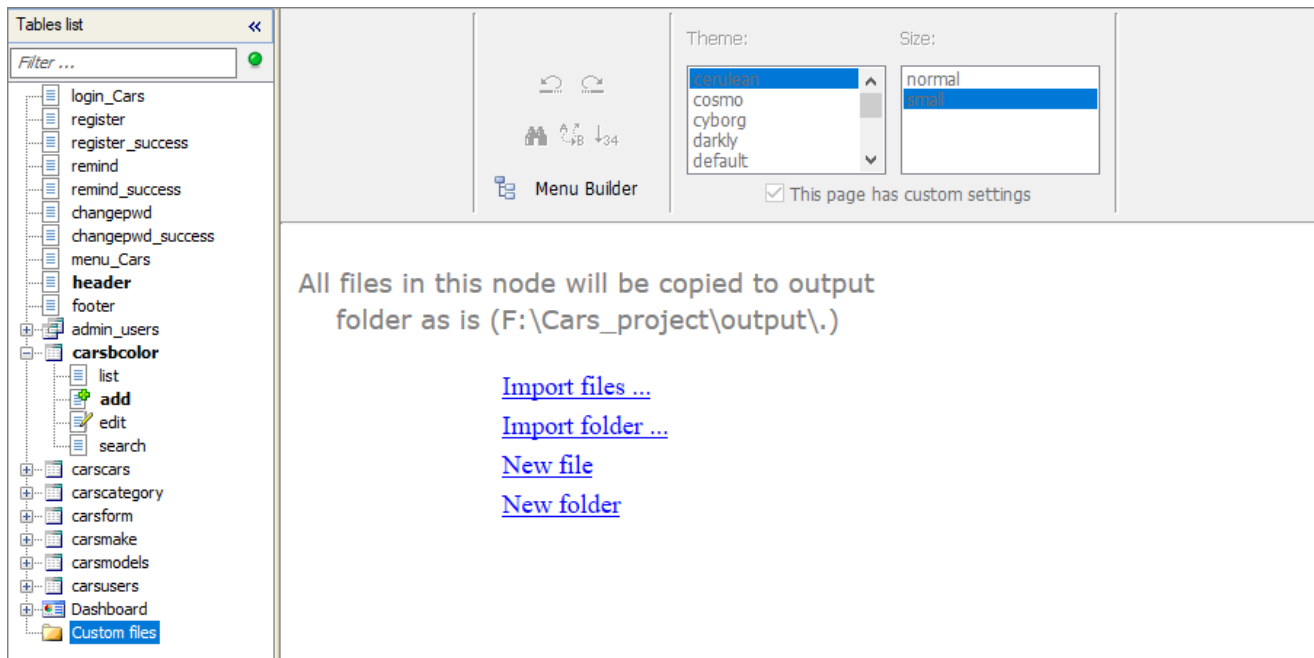 Tables list
Filter ...
login_Cars
register
register_success
remind
remind_success
changepwd
changepwd_success
menu_Cars
header
footer
admin_users
carsbcolor
list
add
edit
search
carscars
carscategory
carsform
carsmake
carsmodels
carsusers
Dashboard
Custom files
A
B
34
Menu Builder
Theme:
cerulean
cosmo
cyborg
darkly
default
Size:
normal
small
This page has custom settings
All files in this node will be copied to output
folder as is (F:\Cars_project\output\.)
Import files ...
Import folder ...
New file
New folder